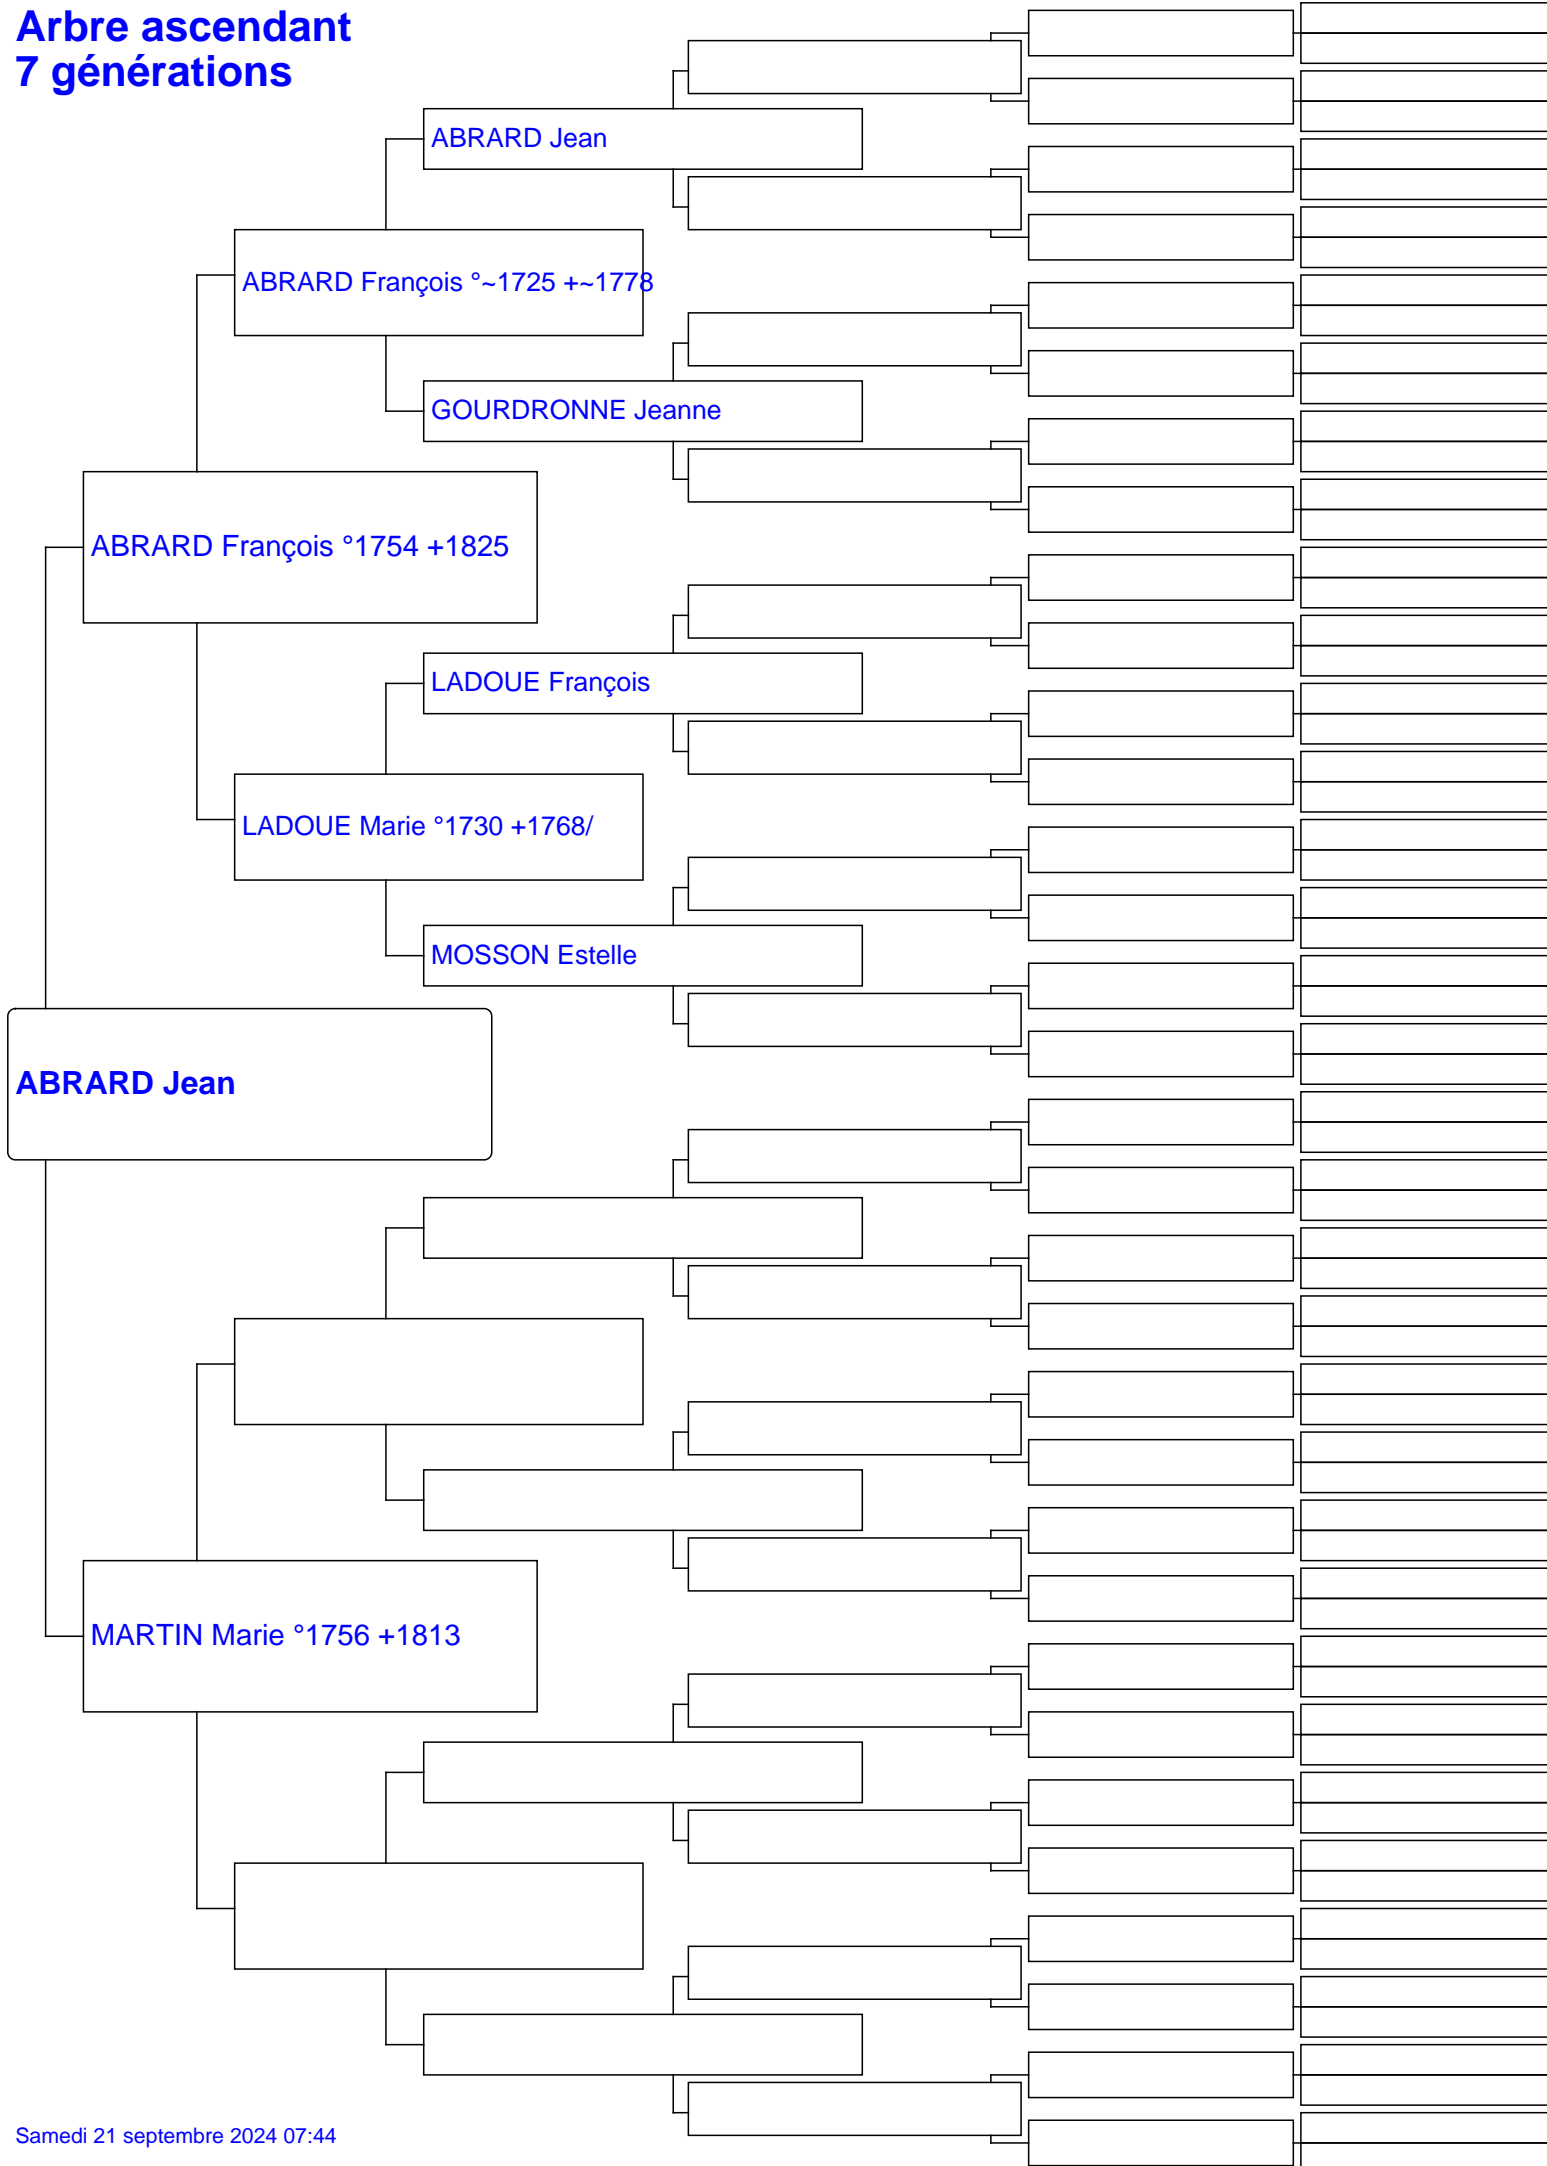 Arbre ascendant
7 générations
ABRARD Jean
ABRARD François °~1725 +~1778
GOURDRONNE Jeanne
ABRARD François °1754 +1825
LADOUE François
LADOUE Marie °1730 +1768/
MOSSON Estelle
ABRARD Jean
MARTIN Marie °1756 +1813
Samedi 21 septembre 2024 07:44